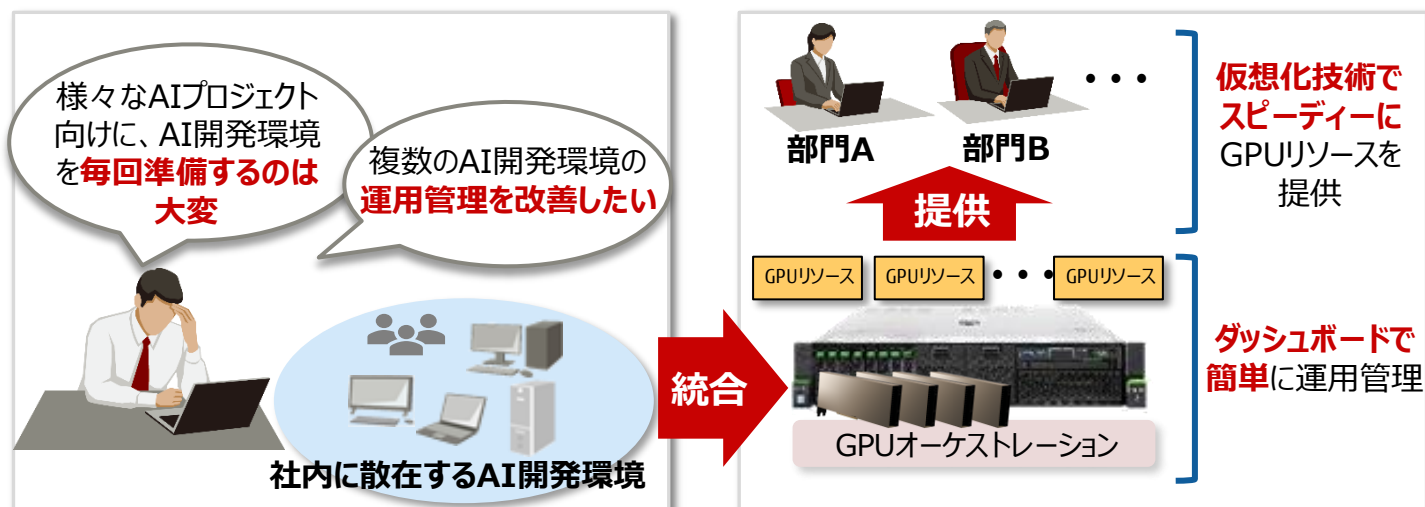 様々なAIプロジェクト
向けに、AI開発環境
を毎回準備するのは
大変
複数のAI開発環境の
運用管理を改善したい
社内に散在するAI開発環境
統合
部門A
部門B
・・・
提供
GPUリソース
GPUリソース
・・・
GPUリソース
GPUオーケストレーション
仮想化技術で
スピーディーに
GPUリソースを
提供
ダッシュボードで
簡単に運用管理